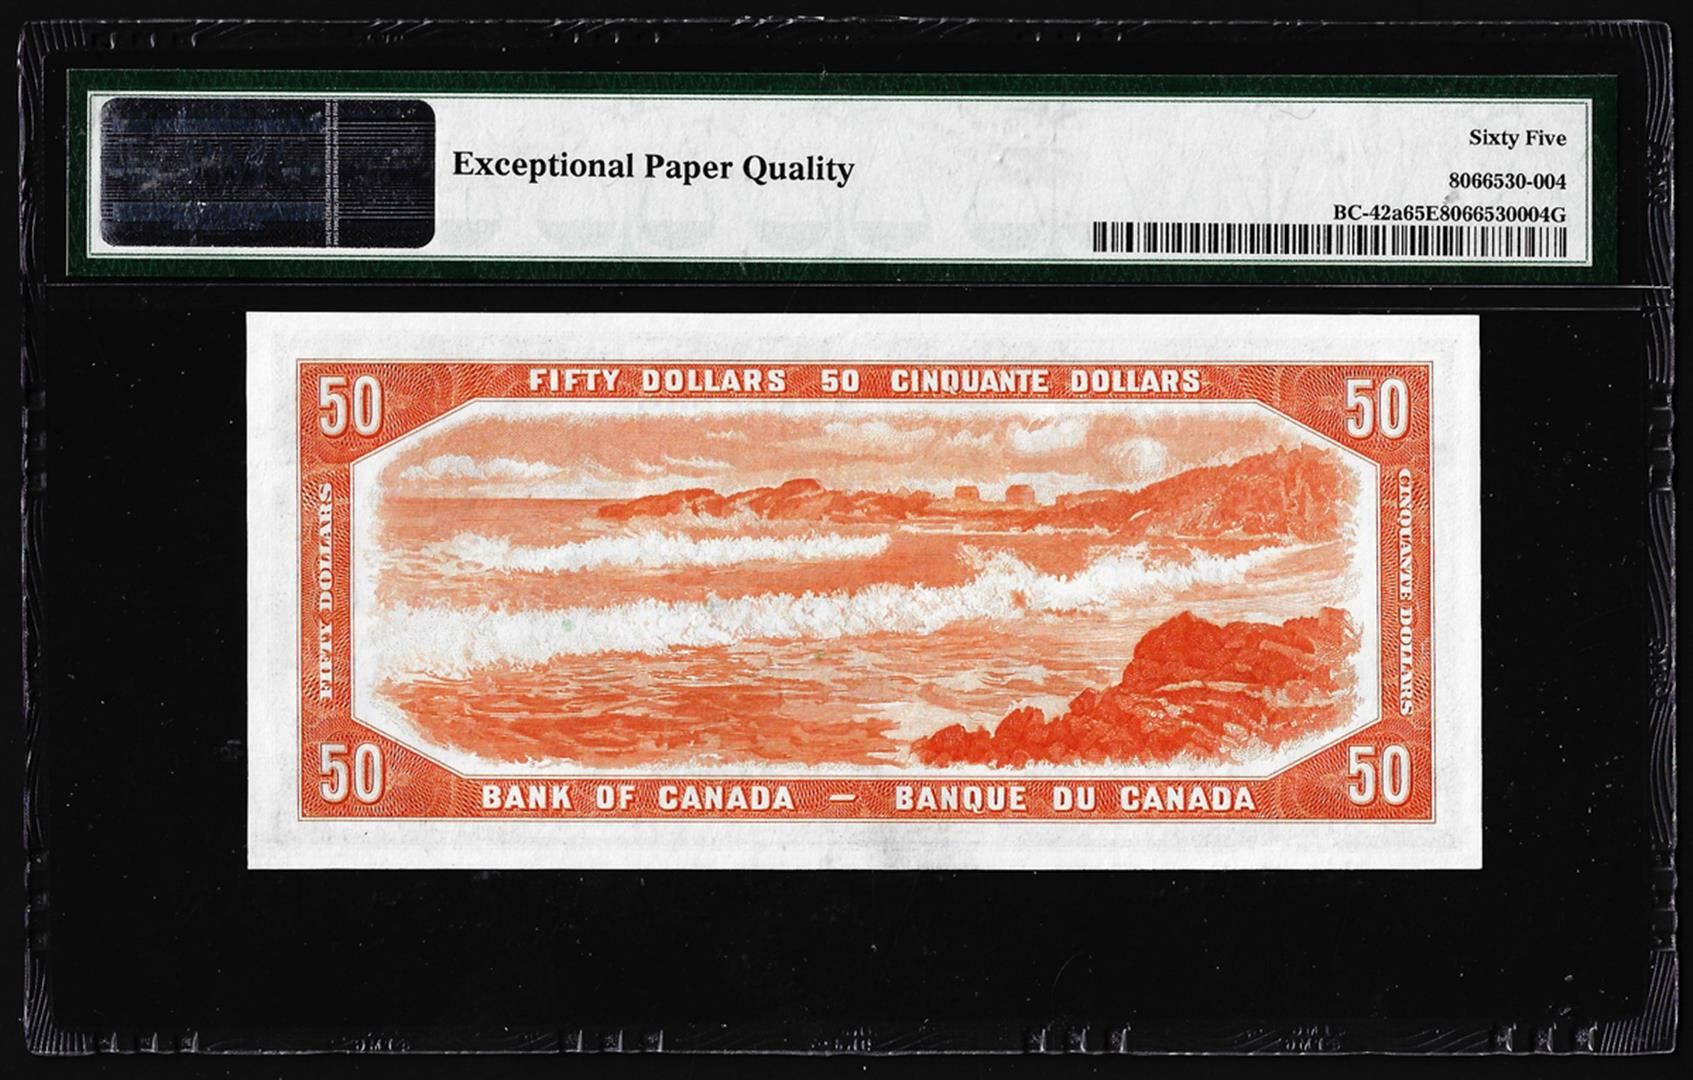 Exceptional Paper Quality
Sixty Five
8066530-004
BC-42a65E8066530004G
FIFTY DOLLARS 50 CINQUANTE DOLLARS
50
50
FIFTY DOLLARS
CINQUANTE DOLLARS
50
50
BANK OF CANADA — BANQUE DU CANADA